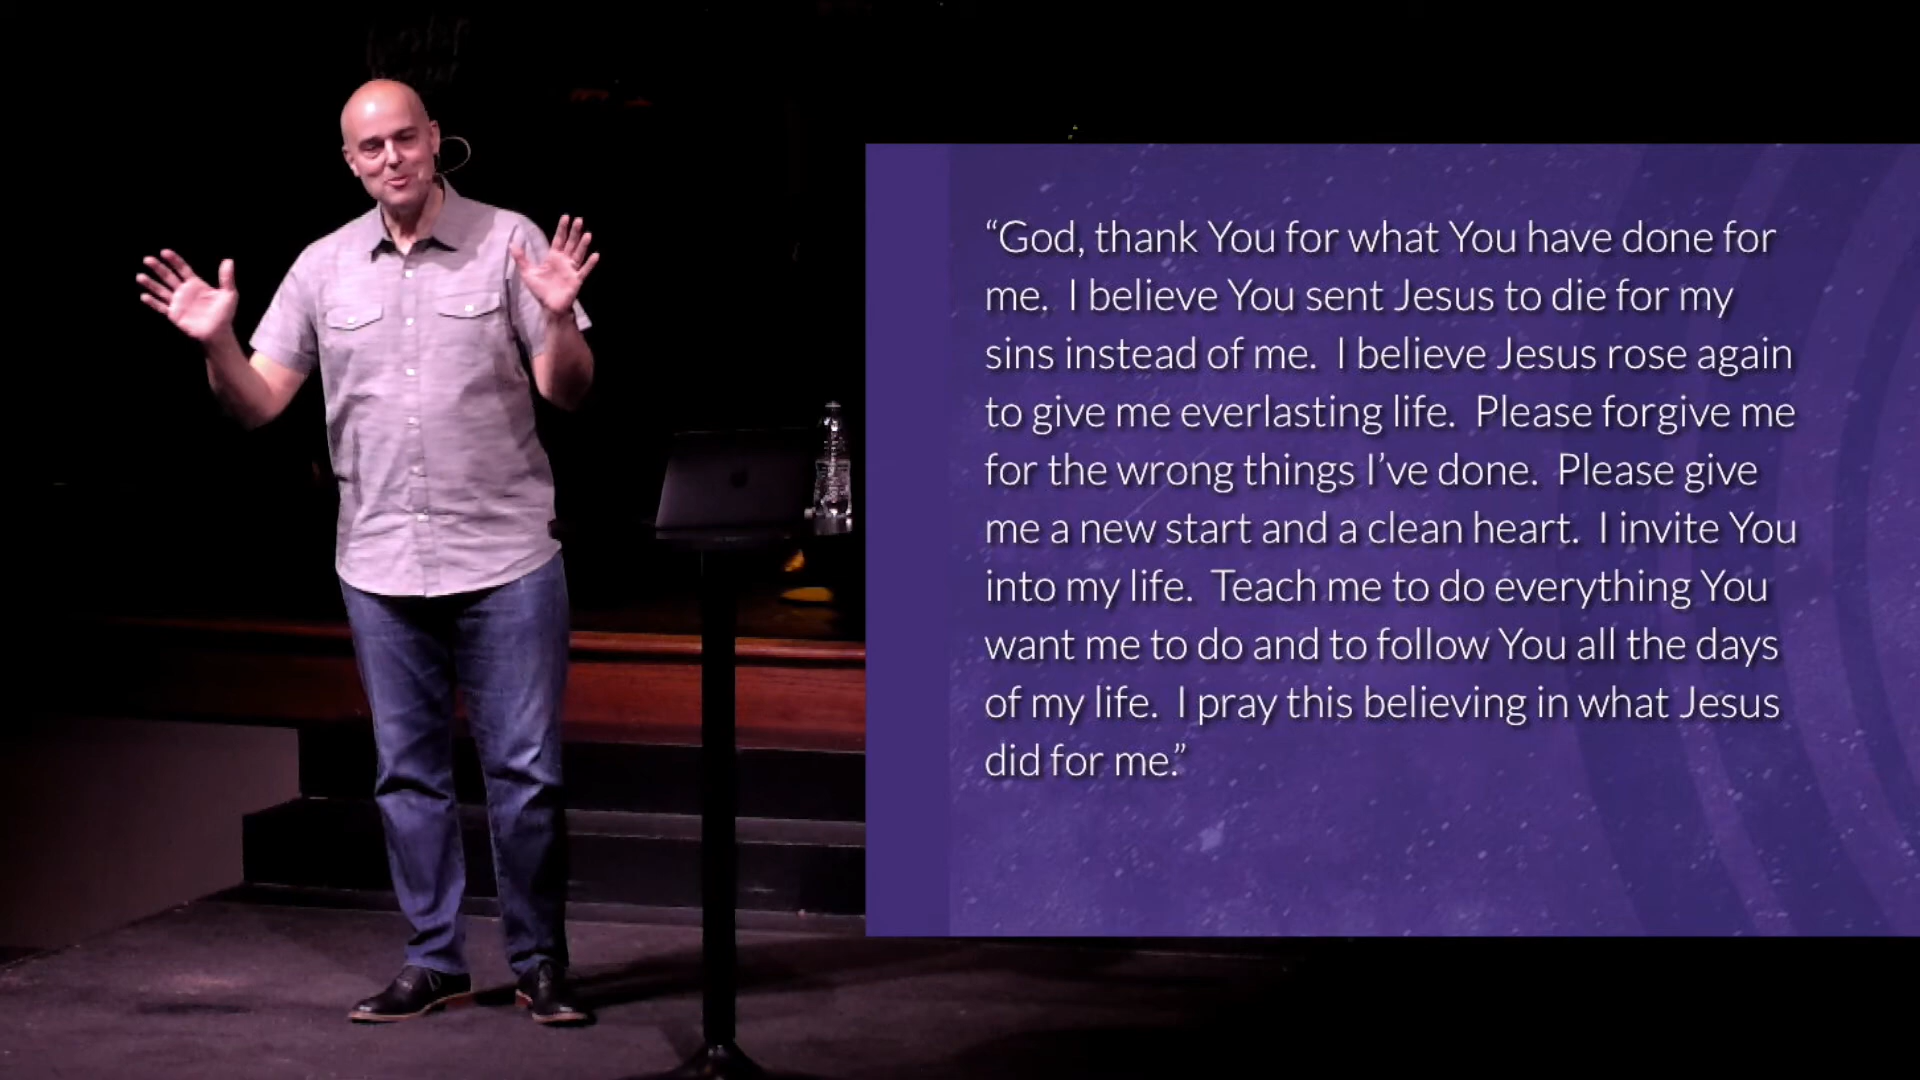 “God, thank You for what You have done for
me.  I believe You sent Jesus to die for my
sins instead of me.  I believe Jesus rose again
to give me everlasting life.  Please forgive me
for the wrong things I’ve done.  Please give
me a new start and a clean heart.  I invite You
into my life.  Teach me to do everything You
want me to do and to follow You all the days
of my life.  I pray this believing in what Jesus
did for me.”